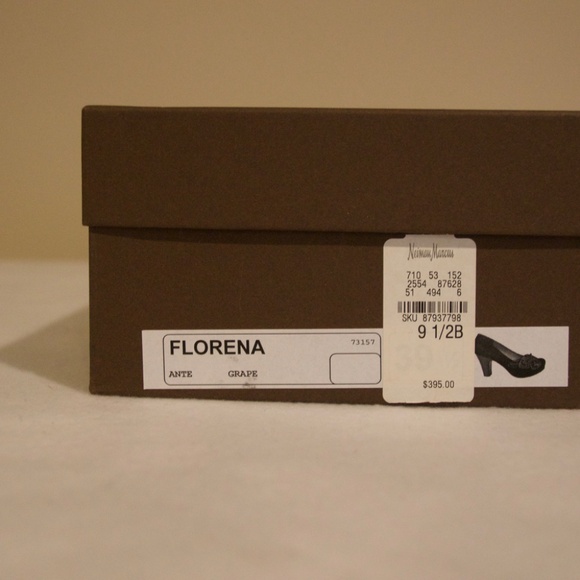 Neiman Marcus
710 53 152
2554 87628
51 494 6
SKU 87937798
9 1/2B
$395.00
FLORENA
73157
ANTE GRAPE